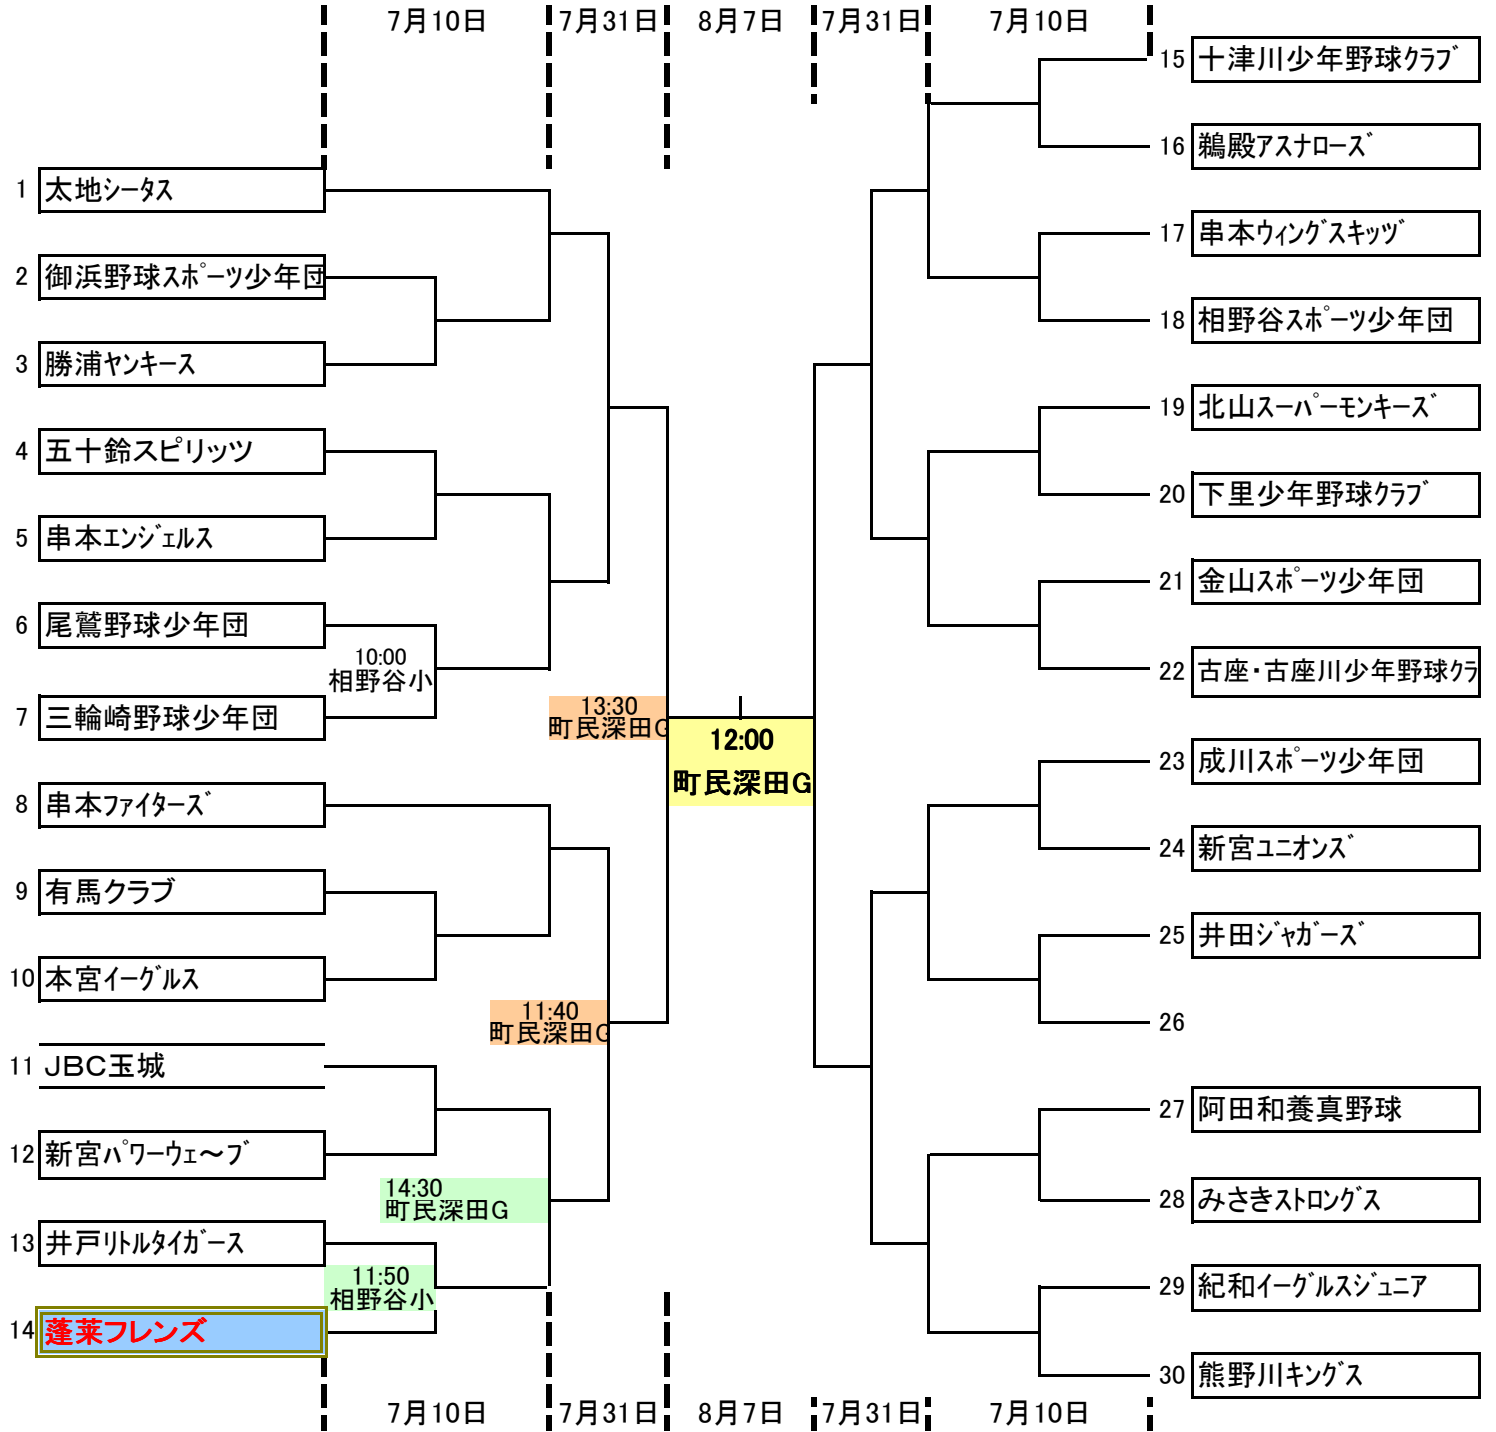 7月10日
7月31日
8月7日
7月31日
7月10日
1 太地シータス
2 御浜野球スポーツ少年団
3 勝浦ヤンキース
4 五十鈴スピリッツ
5 串本エンジェルス
6 尾鷲野球少年団
10:00
相野谷小
7 三輪崎野球少年団
8 串本ファイターズ
9 有馬クラブ
10 本宮イーグルス
11 JBC玉城
12 新宮パワーウェ～ブ
14:30
町民深田G
13 井戸リトルタイガース
11:50
相野谷小
14 蓬莱フレンズ
13:30
町民深田G
11:40
町民深田G
12:00
町民深田G
15 十津川少年野球クラブ
16 鵜殿アスナローズ
17 串本ウィングスキッヅ
18 相野谷スポーツ少年団
19 北山スーパーモンキーズ
20 下里少年野球クラブ
21 金山スポーツ少年団
22 古座・古座川少年野球クラ
23 成川スポーツ少年団
24 新宮ユニオンズ
25 井田ジャガーズ
26
27 阿田和養真野球
28 みさきストロングス
29 紀和イーグルスジュニア
30 熊野川キングス
7月10日
7月31日
8月7日
7月31日
7月10日